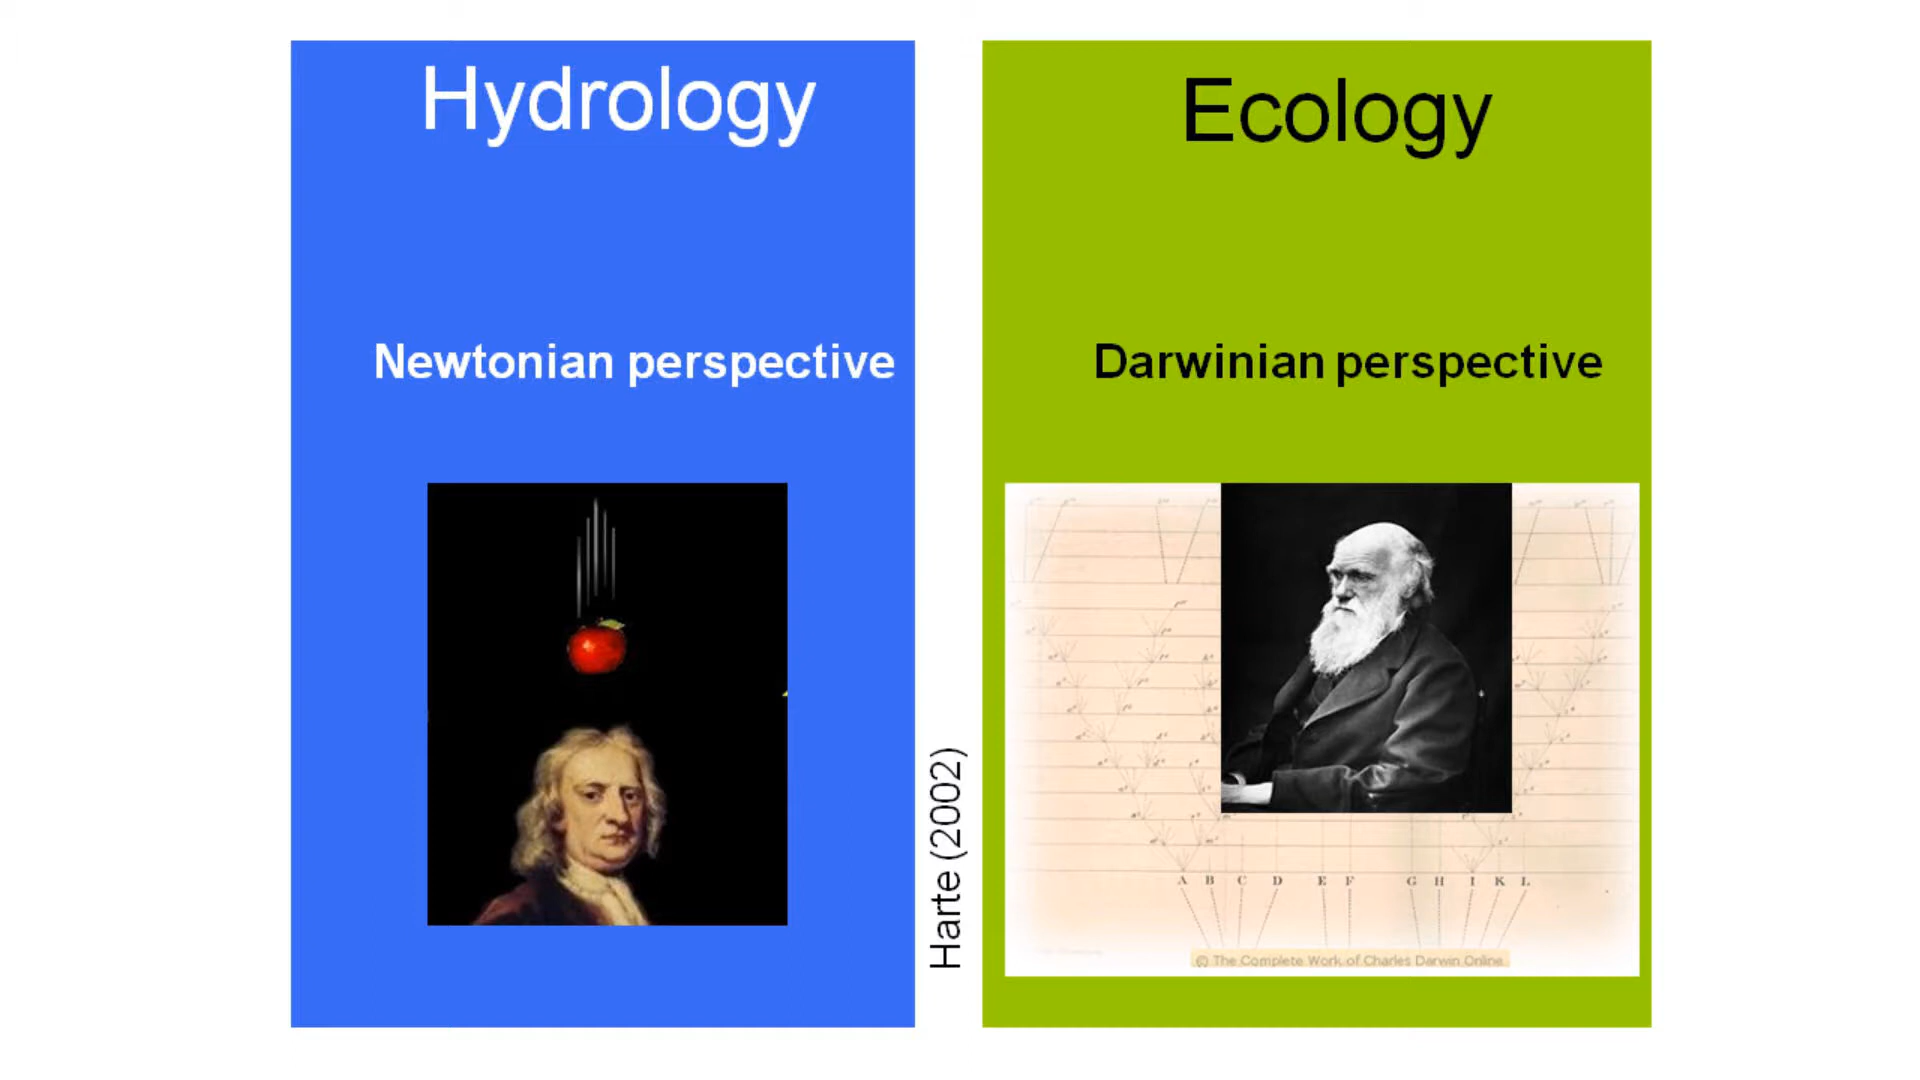 Hydrology
Newtonian perspective
Harte (2002)
Ecology
Darwinian perspective
A B C D E F G H I K L
© The Complete Work of Charles Darwin Online